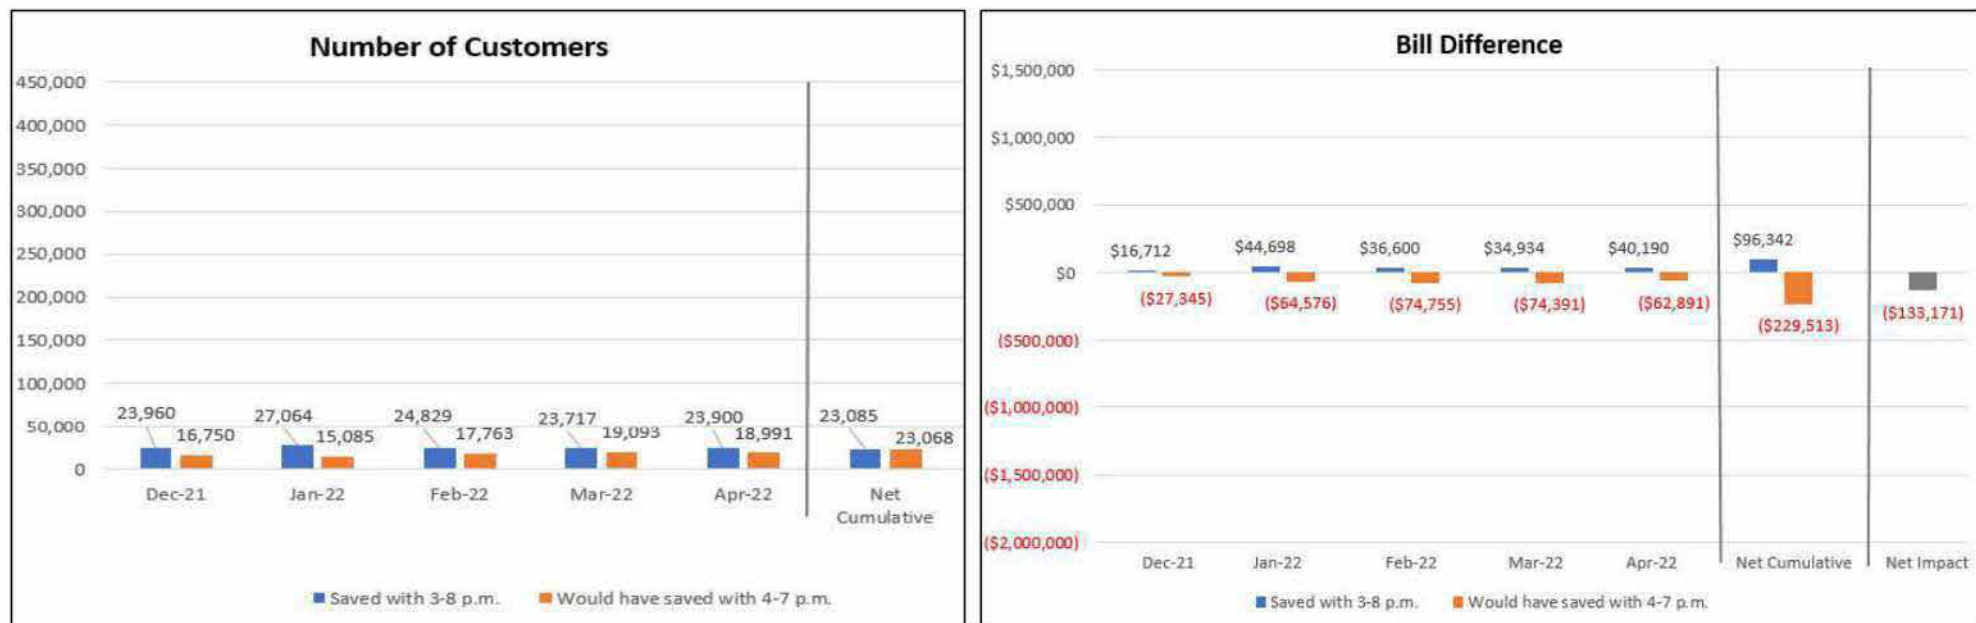 Number of Customers
450,000
400,000
350,000
300,000
250,000
200,000
150,000
100,000
50,000
0
23,960
16,750
27,064
15,085
24,829
17,763
23,717
19,093
23,900
18,991
23,085
23,068
Dec-21
Jan-22
Feb-22
Mar-22
Apr-22
Net
Cumulative
Saved with 3-8 p.m.
Would have saved with 4-7 p.m.
Bill Difference
$1,500,000
$1,000,000
$500,000
$0
($500,000)
($1,000,000)
($1,500,000)
($2,000,000)
$16,712
($27,345)
$44,698
($64,576)
$36,600
($74,755)
$34,934
($74,391)
$40,190
($62,891)
$96,342
($229,513)
($133,171)
Dec-21
Jan-22
Feb-22
Mar-22
Apr-22
Net Cumulative
Net Impact
Saved with 3-8 p.m.
Would have saved with 4-7 p.m.